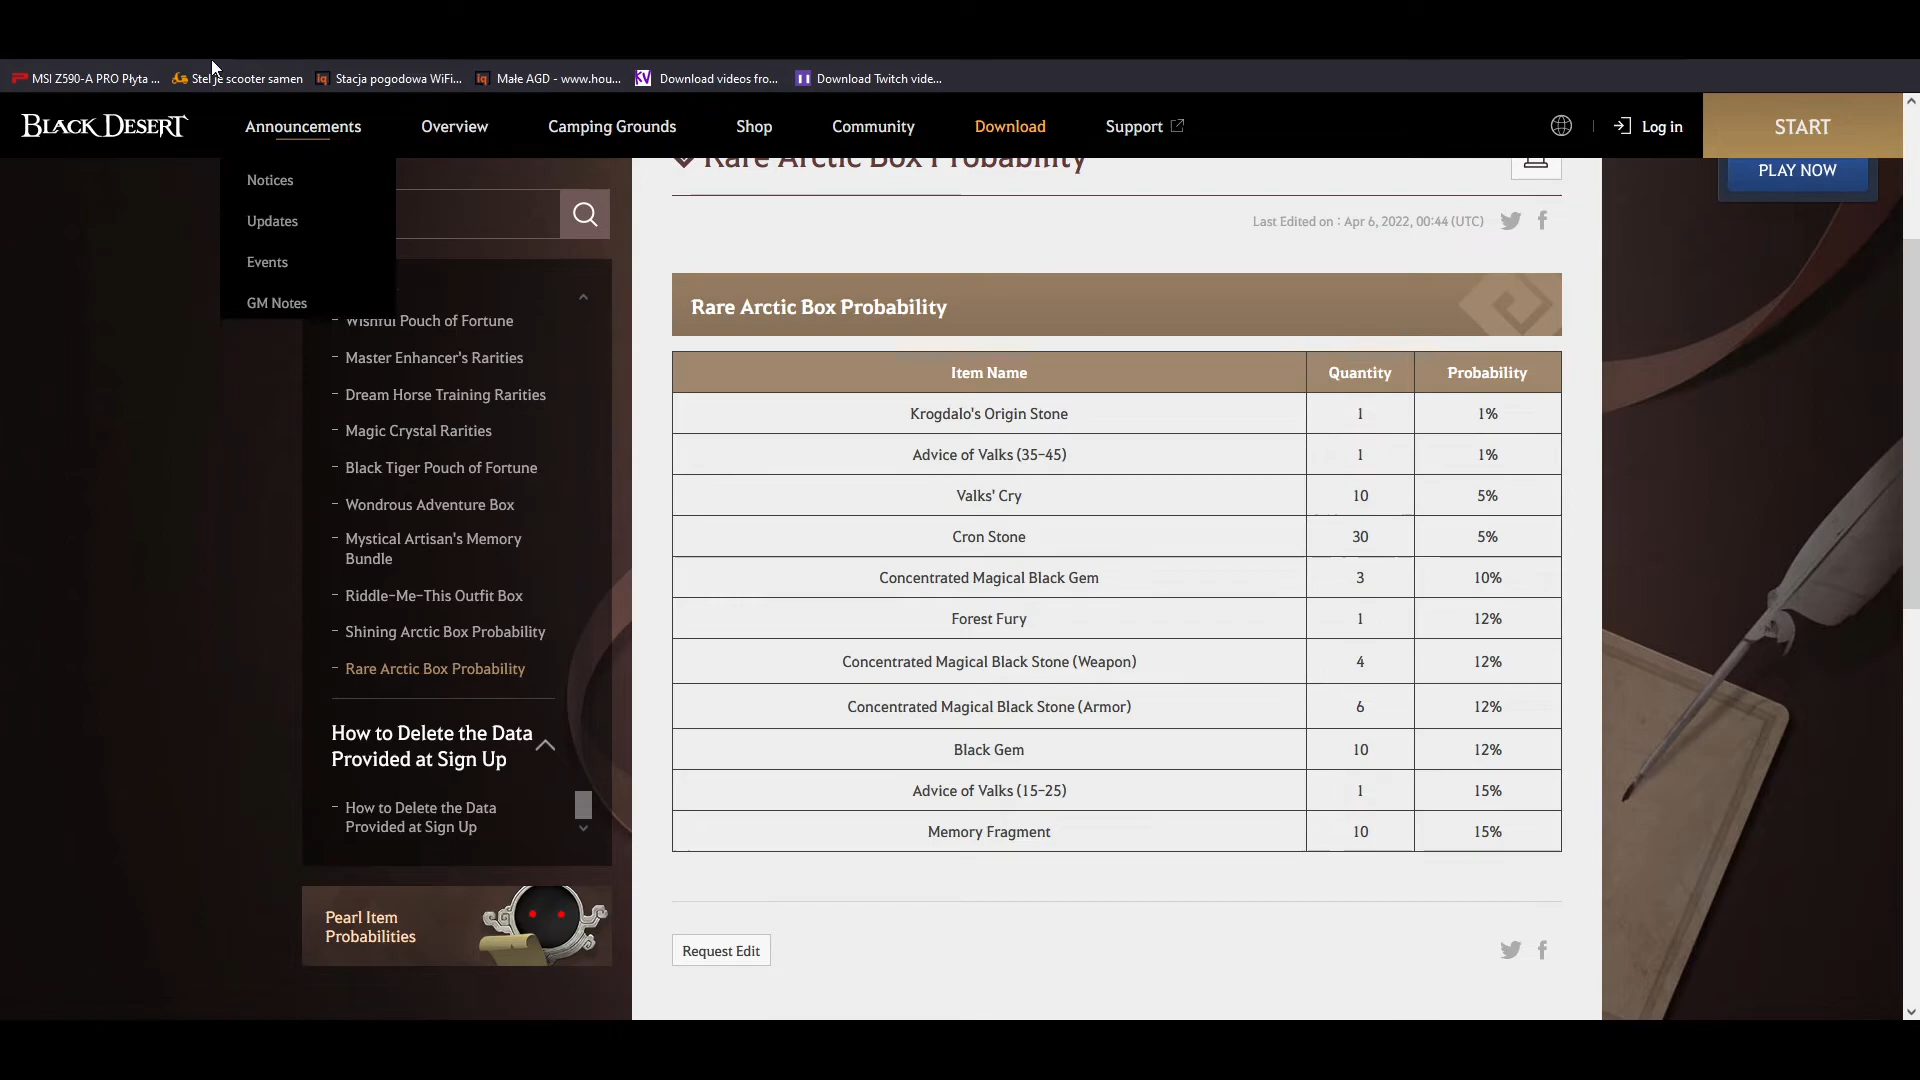 MSI Z590-A PRO Płyta ... Stel je scooter samen Stacja pogodowa WiFi... Małe AGD - www.hou... Download videos fro... Download Twitch vide...
BLACK DESERT Announcements Overview Camping Grounds Shop Community Download Support Log in START
Rare Arctic Box Probability
PLAY NOW
Notices
Updates
Events
GM Notes
Last Edited on : Apr 6, 2022, 00:44 (UTC)
- Wishful Pouch of Fortune
- Master Enhancer's Rarities
- Dream Horse Training Rarities
- Magic Crystal Rarities
- Black Tiger Pouch of Fortune
- Wondrous Adventure Box
- Mystical Artisan's Memory
Bundle
- Riddle-Me-This Outfit Box
- Shining Arctic Box Probability
- Rare Arctic Box Probability
How to Delete the Data
Provided at Sign Up
- How to Delete the Data
Provided at Sign Up
Pearl Item
Probabilities
Rare Arctic Box Probability
Item Name Quantity Probability
Krogdalo's Origin Stone 1 1%
Advice of Valks (35-45) 1 1%
Valks' Cry 10 5%
Cron Stone 30 5%
Concentrated Magical Black Gem 3 10%
Forest Fury 1 12%
Concentrated Magical Black Stone (Weapon) 4 12%
Concentrated Magical Black Stone (Armor) 6 12%
Black Gem 10 12%
Advice of Valks (15-25) 1 15%
Memory Fragment 10 15%
Request Edit